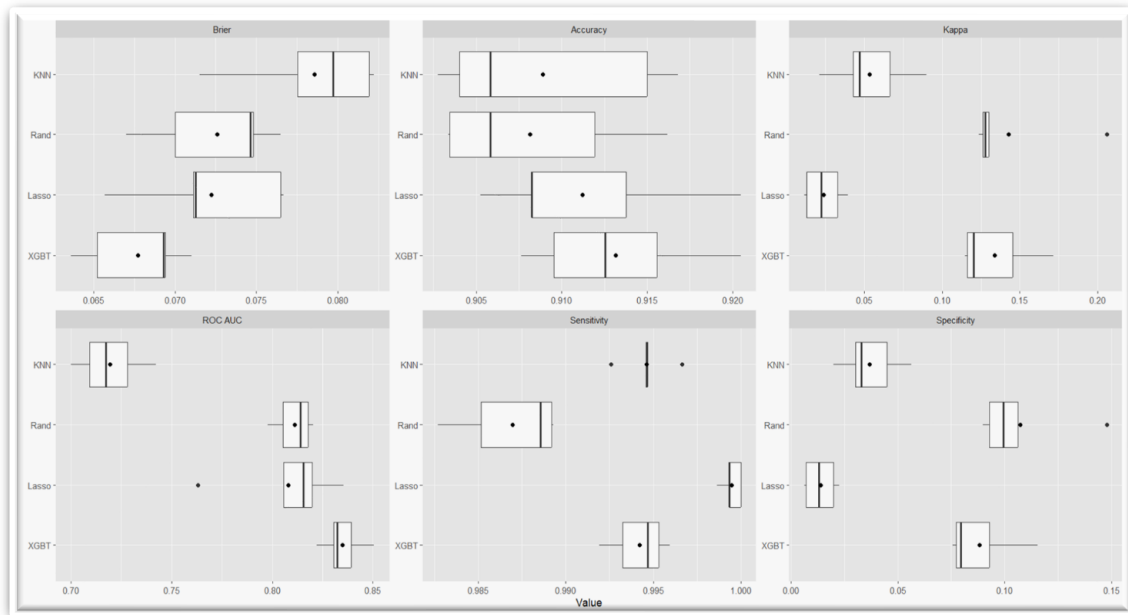 Brier
Accuracy
Kappa
KNN
KNN
KNN
Rand
Rand
Rand
Lasso
Lasso
Lasso
XGBT
XGBT
XGBT
0.065 0.070 0.075 0.080
0.905 0.910 0.915 0.920
0.05 0.10 0.15 0.20
ROC AUC
Sensitivity
Specificity
KNN
KNN
KNN
Rand
Rand
Rand
Lasso
Lasso
Lasso
XGBT
XGBT
XGBT
0.70 0.75 0.80 0.85
0.985 0.990 0.995 1.000
0.00 0.05 0.10 0.15
Value